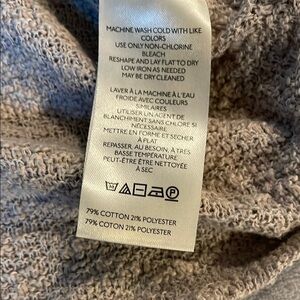 MACHINE WASH COLD WITH LIKE
COLORS
USE ONLY NON-CHLORINE
BLEACH
RESHAPE AND LAY FLAT TO DRY
LOW IRON AS NEEDED
MAY BE DRY CLEANED
LAVER À LA MACHINE À L'EAU
FROIDE AVEC COULEURS
SIMILAIRES
UTILISER UN AGENT DE
BLANCHIMENT SANS CHLORE SI
NÉCESSAIRE
METTRE EN FORME ET SÉCHER
À PLAT
REPASSER, AU BESOIN, À TRÈS
BASSE TEMPÉRATURE
PEUT-ÊTRE ÊTRE NETTOYÉE
À SEC
79% COTTON 21% POLYESTER
79% COTON 21% POLYESTER